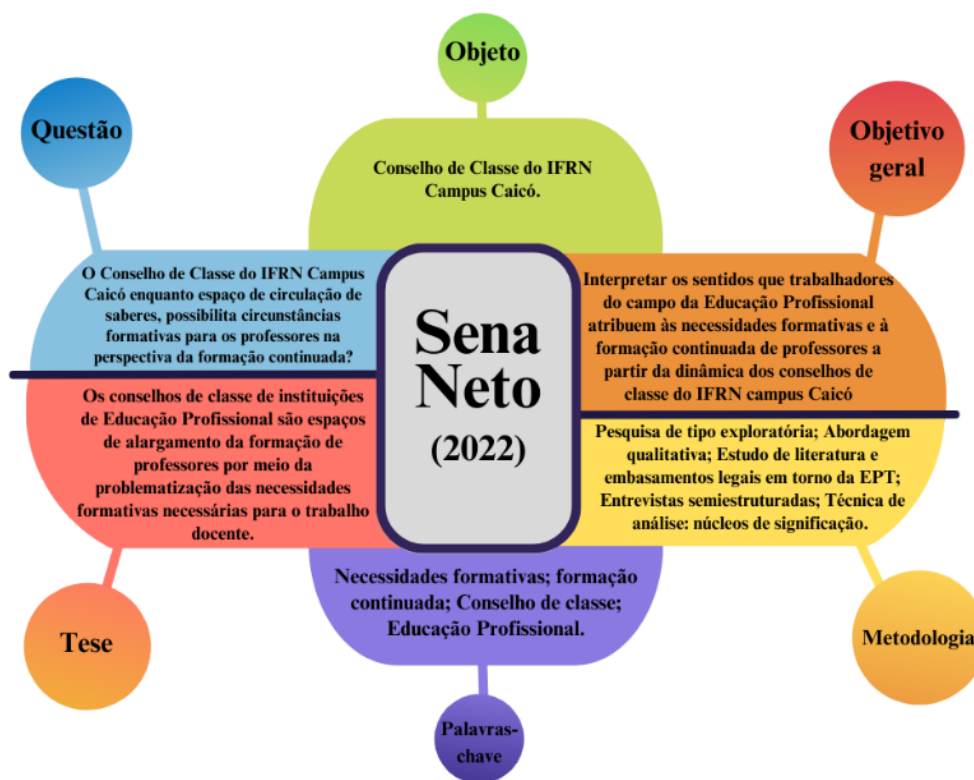 Objeto
Conselho de Classe do IFRN
Campus Caicó.
Questão
O Conselho de Classe do IFRN Campus
Caicó enquanto espaço de circulação de
saberes, possibilita circunstâncias
formativas para os professores na
perspectiva da formação continuada?
Objetivo
geral
Interpretar os sentidos que trabalhadores
do campo da Educação Profissional
atribuem às necessidades formativas e à
formação continuada de professores a
partir da dinâmica dos conselhos de
classe do IFRN campus Caicó
Sena
Neto
(2022)
Os conselhos de classe de instituições
de Educação Profissional são espaços
de alargamento da formação de
professores por meio da
problematização das necessidades
formativas necessárias para o trabalho
docente.
Tese
Pesquisa de tipo exploratória; Abordagem
qualitativa; Estudo de literatura e
embasamentos legais em torno da EPT;
Entrevistas semiestruturadas; Técnica de
análise: núcleos de significação.
Metodologia
Necessidades formativas; formação
continuada; Conselho de classe;
Educação Profissional.
Palavras-
chave